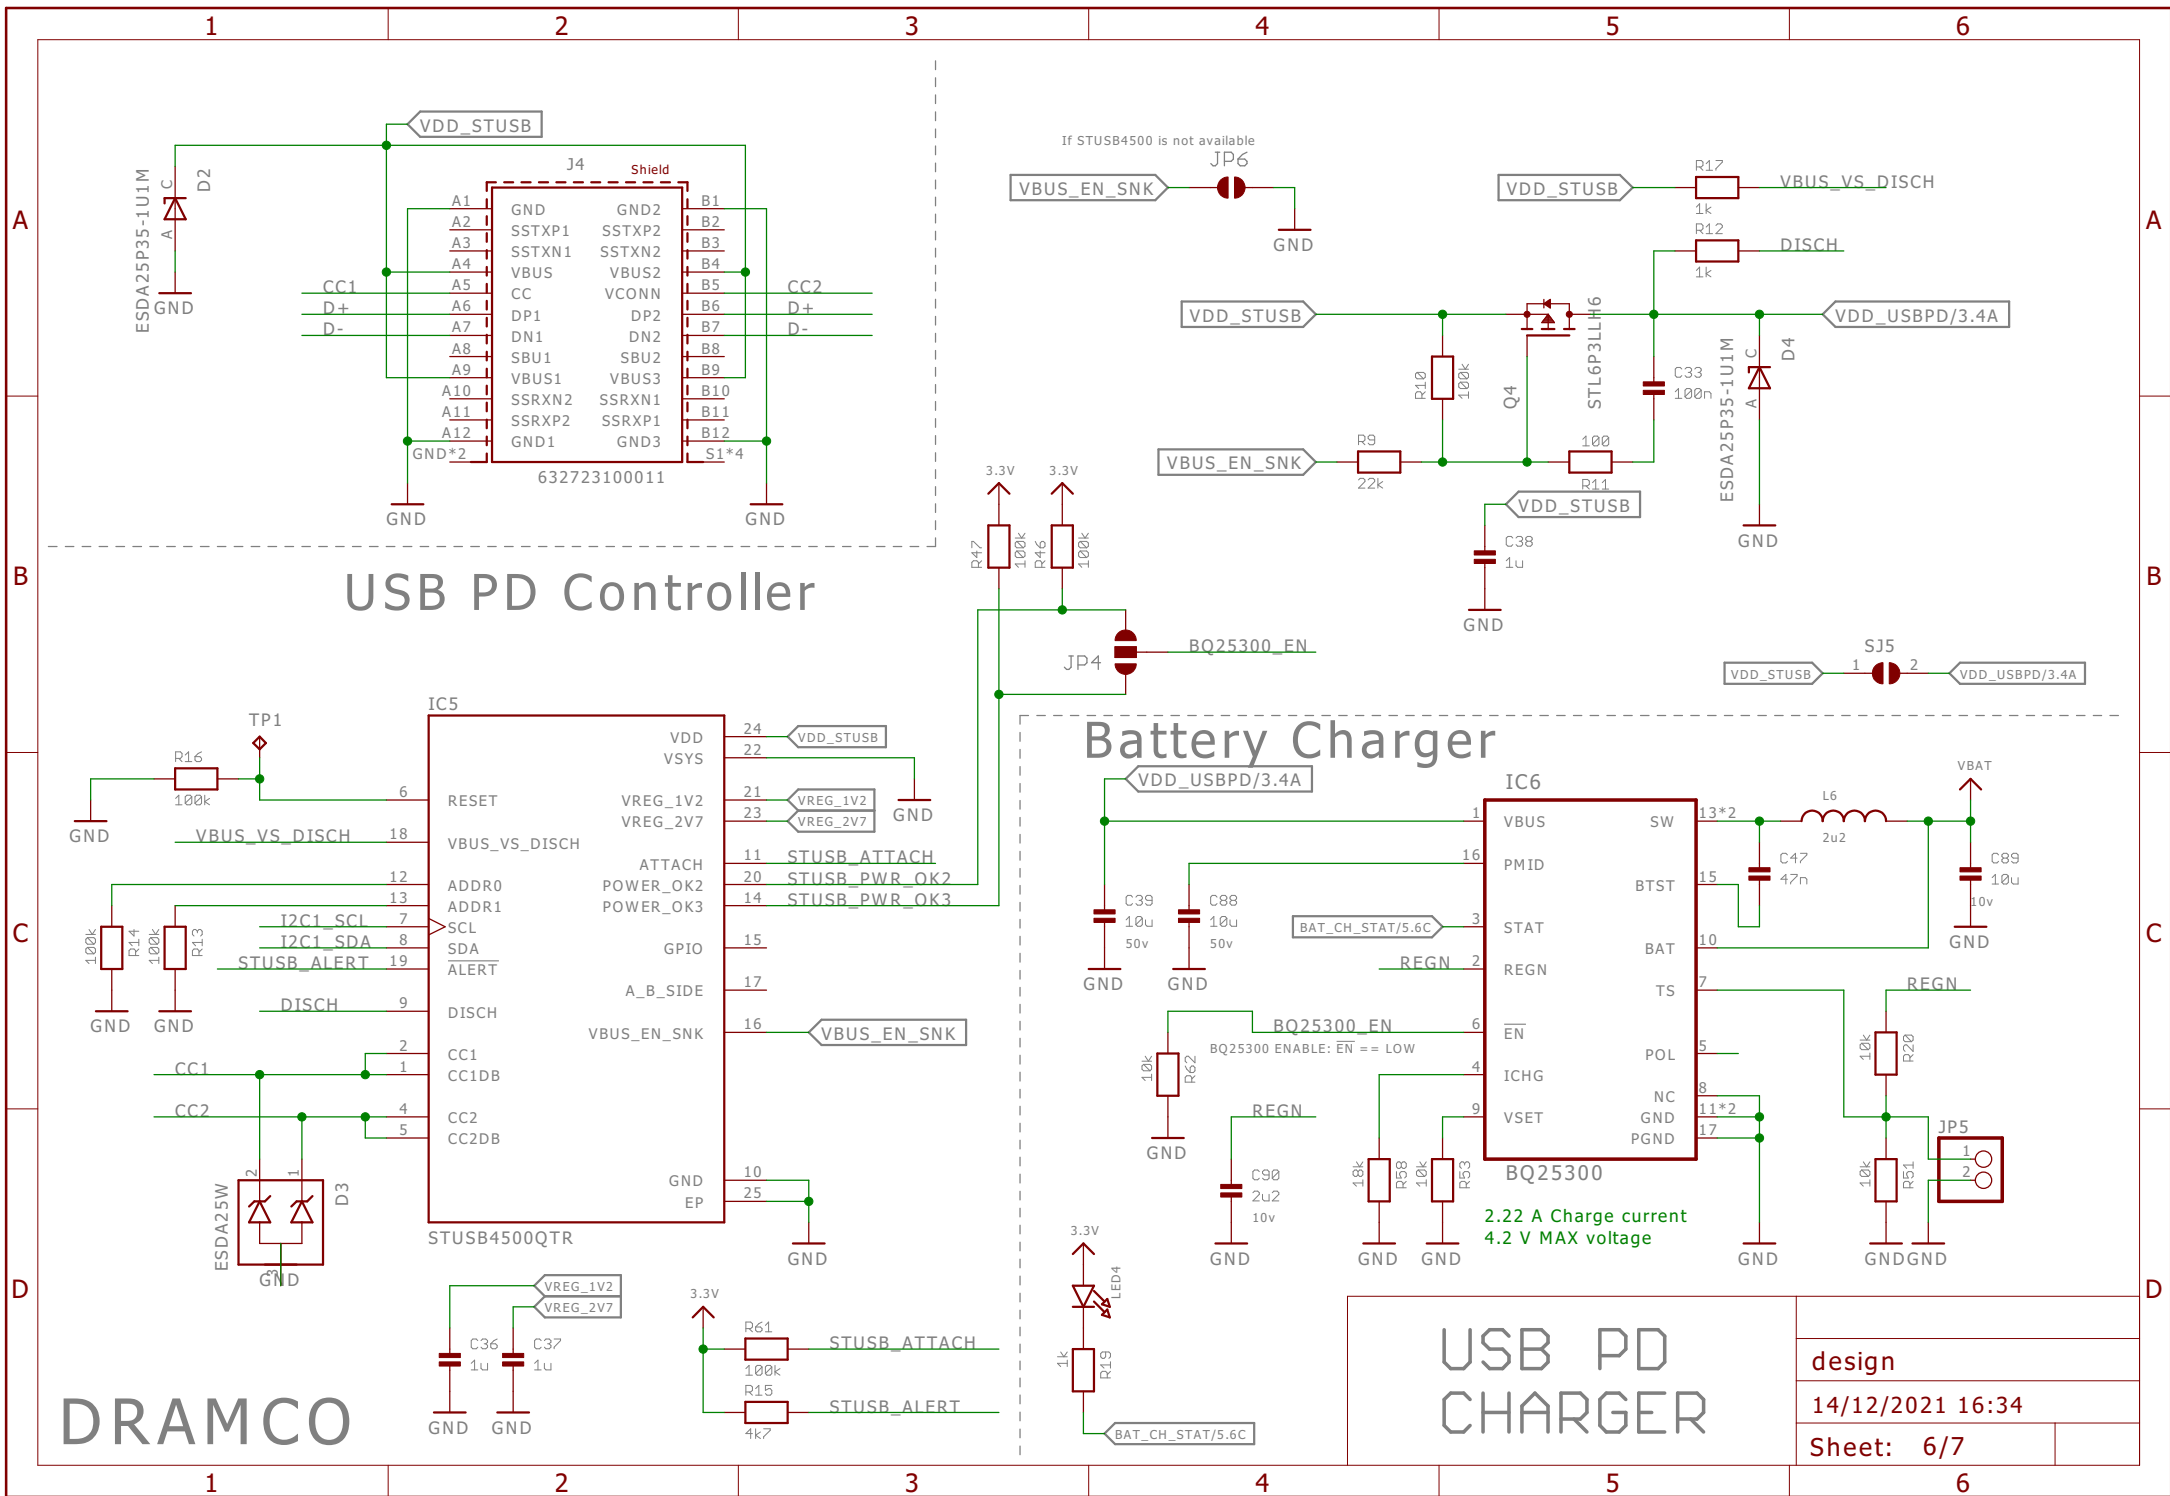 1 2 3 4 5 6
A A
B B
C C
D D
VDD_STUSB
ESDA25P35-1U1M
C
A
D2
GND
J4
Shield
A1 GND GND2 B1
A2 SSTXP1 SSTXP2 B2
A3 SSTXN1 SSTXN2 B3
A4 VBUS VBUS2 B4
CC1 A5 CC VCONN B5 CC2
D+ A6 DP1 DP2 B6 D+
D- A7 DN1 DN2 B7 D-
A8 SBU1 SBU2 B8
A9 VBUS1 VBUS3 B9
A10 SSRXN2 SSRXN1 B10
A11 SSRXP2 SSRXP1 B11
A12 GND1 GND3 B12
GND*2 S1*4
632723100011
GND GND
If STUSB4500 is not available
JP6
VBUS_EN_SNK
GND
R17
VDD_STUSB VBUS_VS_DISCH
1k
R12
DISCH
1k
VDD_STUSB
STL6P3LLH6
Q4
VDD_USBPD/3.4A
R10
100k
C33
100n
ESDA25P35-1U1M
C
A
D4
GND
R9
VBUS_EN_SNK
22k
100
R11
VDD_STUSB
C38
1u
GND
3.3V 3.3V
R47
100k
R46
100k
JP4
BQ25300_EN
SJ5
VDD_STUSB 1 2 VDD_USBPD/3.4A
USB PD Controller
IC5
TP1
R16
100k
GND
6 RESET
VBUS_VS_DISCH 18 VBUS_VS_DISCH
12 ADDR0
13 ADDR1
I2C1_SCL 7 SCL
I2C1_SDA 8 SDA
STUSB_ALERT 19 ALERT
DISCH 9 DISCH
2 CC1
CC1 1 CC1DB
CC2 4 CC2
5 CC2DB
100k
R14
100k
R13
GND GND
VDD 24 VDD_STUSB
VSYS 22
GND
VREG_1V2 21 VREG_1V2
VREG_2V7 23 VREG_2V7
ATTACH 11 STUSB_ATTACH
POWER_OK2 20 STUSB_PWR_OK2
POWER_OK3 14 STUSB_PWR_OK3
GPIO 15
A_B_SIDE 17
VBUS_EN_SNK 16 VBUS_EN_SNK
GND 10
EP 25
GND
STUSB4500QTR
ESDA25W
2
1
3
D3
GND
VREG_1V2
VREG_2V7
C36
1u
C37
1u
GND GND
3.3V
R61
STUSB_ATTACH
100k
R15
STUSB_ALERT
4k7
DRAMCO
Battery Charger
VDD_USBPD/3.4A
IC6
1 VBUS
16 PMID
BAT_CH_STAT/5.6C 3 STAT
REGN 2 REGN
BQ25300_EN 6 EN
BQ25300 ENABLE: EN == LOW
4 ICHG
9 VSET
SW 13*2
BTST 15
BAT 10
TS 7
POL 5
NC 8
GND 11*2
PGND 17
BQ25300
C39
10u
50v
C88
10u
50v
GND GND
10k
R62
GND
REGN
C90
2u2
10v
GND
18k
R58
10k
R53
GND GND
L6
2u2
VBAT
C47
47n
C89
10u
10v
GND
REGN
10k
R20
10k
R51
JP5
1
2
GND GND GND
2.22 A Charge current
4.2 V MAX voltage
3.3V
LED4
1k
R19
BAT_CH_STAT/5.6C
USB PD
CHARGER
design
14/12/2021 16:34
Sheet: 6/7
1 2 3 4 5 6